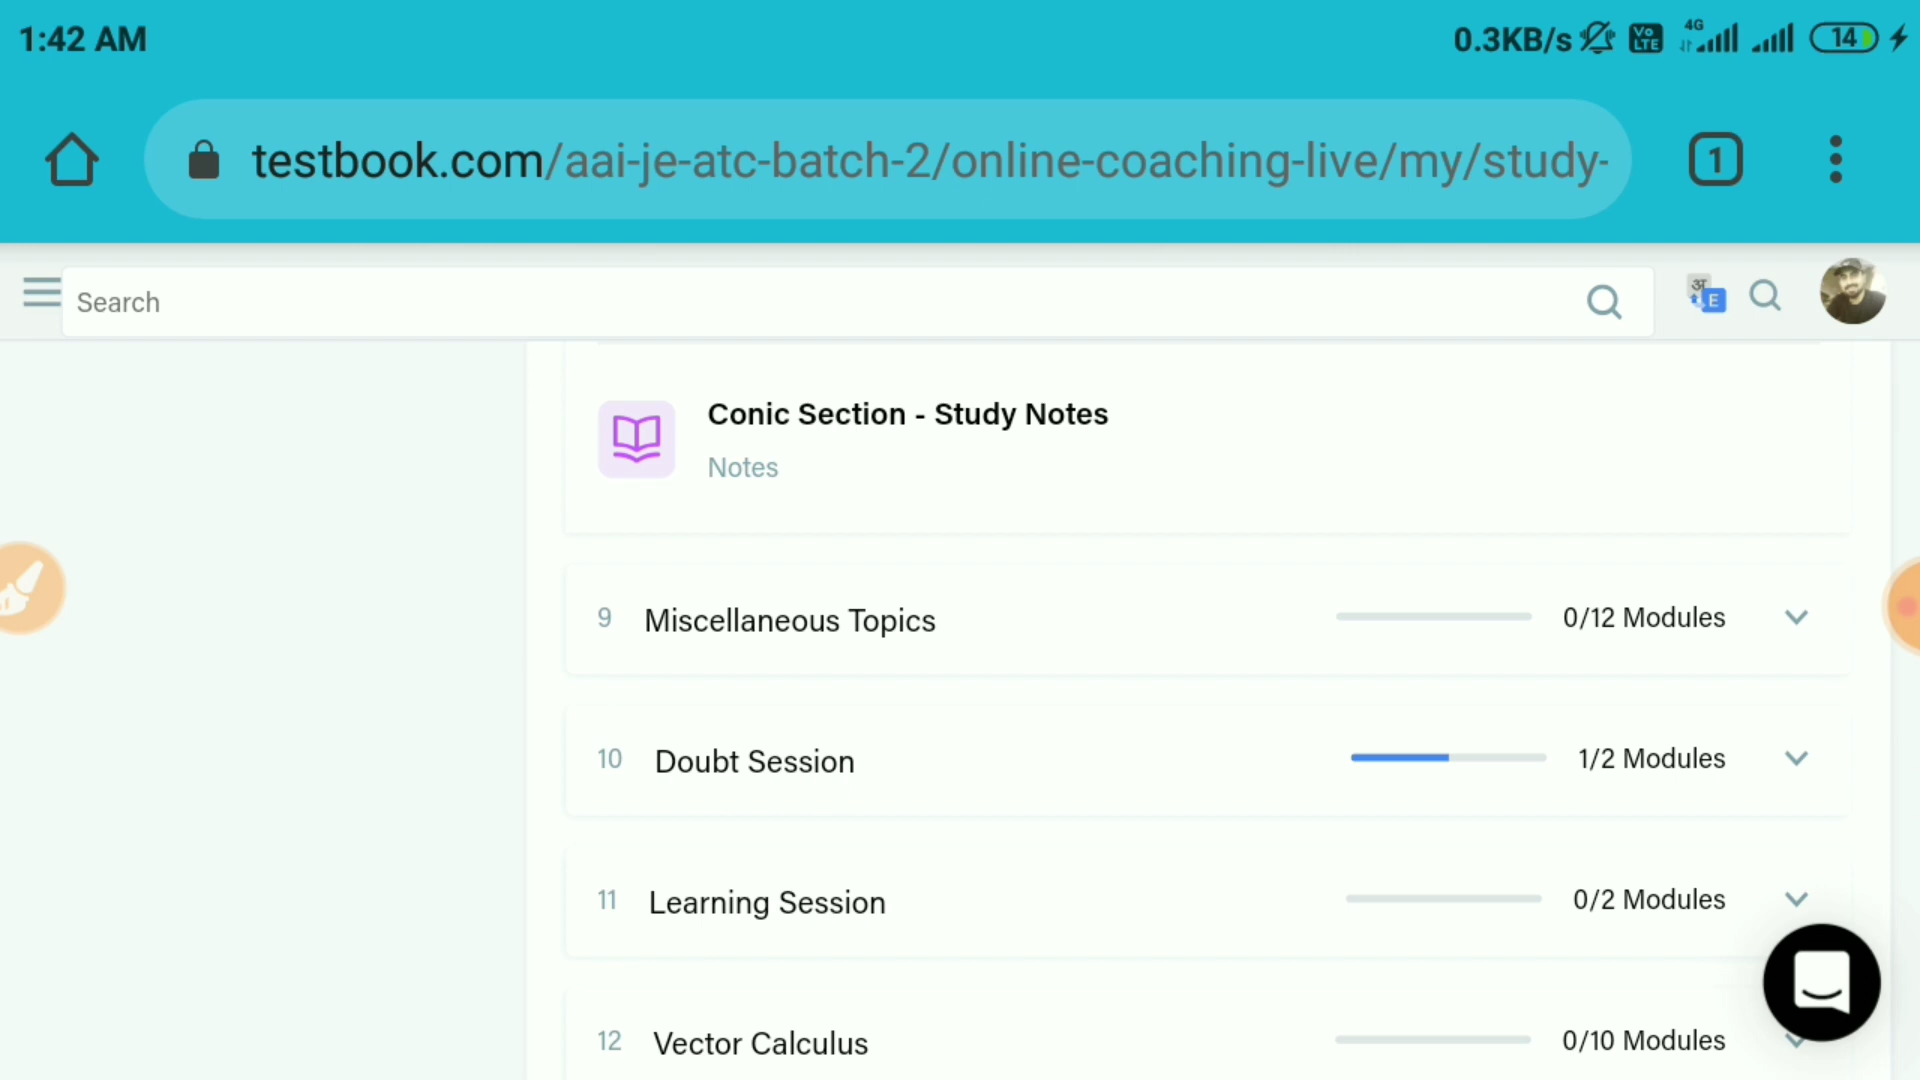 1:42 AM
0.3KB/s Vo LTE 4G 14
testbook.com/aai-je-atc-batch-2/online-coaching-live/my/study-
1
Search
अ E
Conic Section - Study Notes
Notes
9 Miscellaneous Topics 0/12 Modules
10 Doubt Session 1/2 Modules
11 Learning Session 0/2 Modules
12 Vector Calculus 0/10 Modules